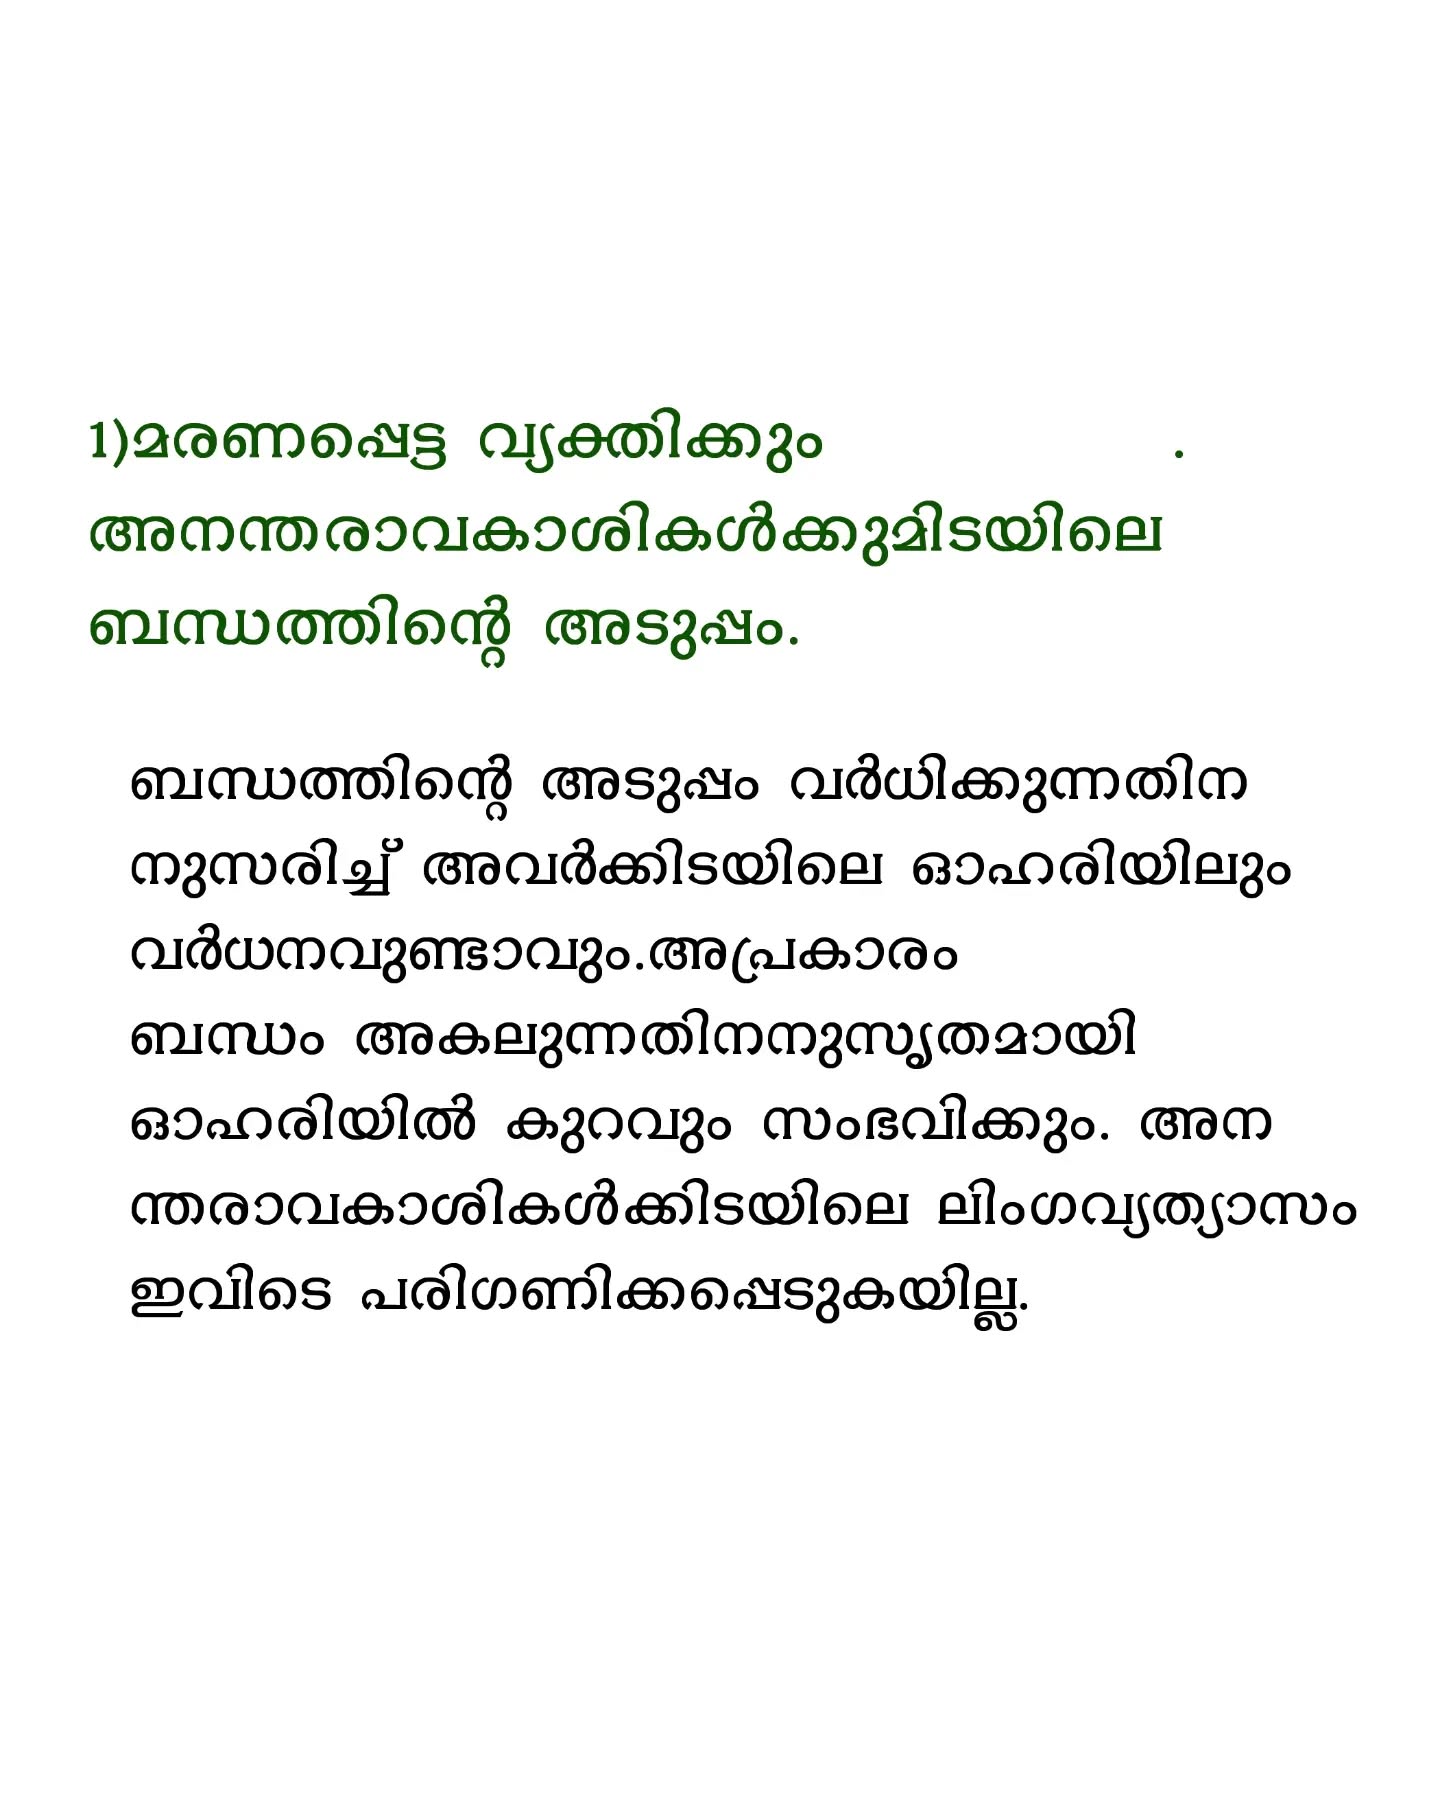 1)മരണപ്പെട്ട വ്യക്തിക്കും .
അനന്തരാവകാശികൾക്കുമിടയിലെ
ബന്ധത്തിന്റെ അടുപ്പം.
ബന്ധത്തിന്റെ അടുപ്പം വർധിക്കുന്നതിന
നുസരിച്ച് അവർക്കിടയിലെ ഓഹരിയിലും
വർധനവുണ്ടാവും.അപ്രകാരം
ബന്ധം അകലുന്നതിനനുസൃതമായി
ഓഹരിയിൽ കുറവും സംഭവിക്കും. അന
ന്തരാവകാശികൾക്കിടയിലെ ലിംഗവ്യത്യാസം
ഇവിടെ പരിഗണിക്കപ്പെടുകയില്ല.